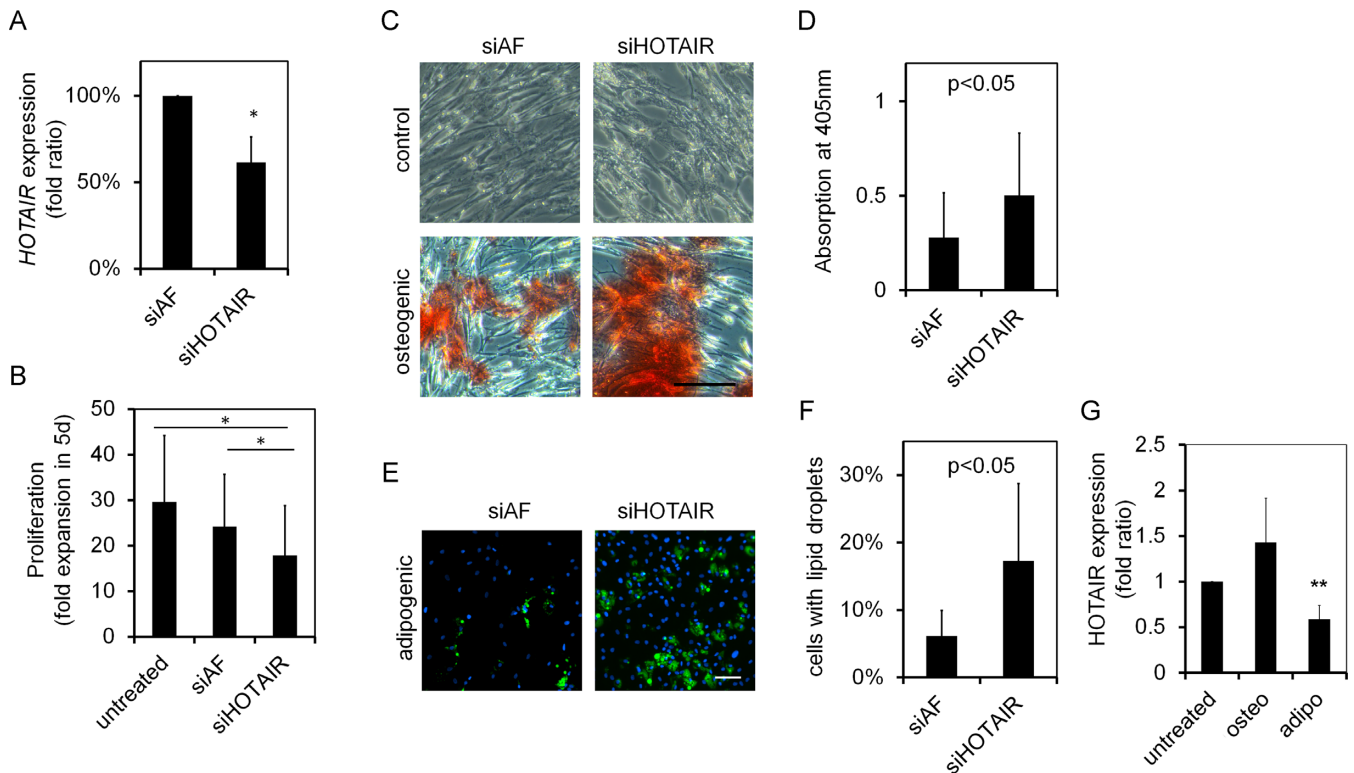 A
HOTAIR expression
(fold ratio)
100%
50%
0%
*
siAF
siHOTAIR
B
Proliferation
(fold expansion in 5d)
50
40
30
20
10
0
*
*
untreated
siAF
siHOTAIR
C
siAF
siHOTAIR
control
osteogenic
D
Absorption at 405nm
1
0.5
0
p<0.05
siAF
siHOTAIR
E
siAF
siHOTAIR
adipogenic
F
cells with lipid droplets
30%
20%
10%
0%
p<0.05
siAF
siHOTAIR
G
HOTAIR expression
(fold ratio)
2.5
2
1.5
1
0.5
0
**
untreated
osteo
adipo